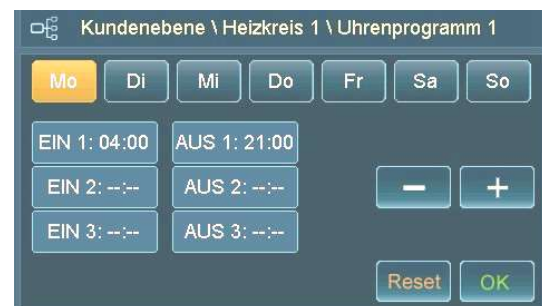 Kundenebene \ Heizkreis 1 \ Uhrenprogramm 1
Mo Di Mi Do Fr Sa So
EIN 1: 04:00 AUS 1: 21:00
EIN 2: --:-- AUS 2: --:-- − +
EIN 3: --:-- AUS 3: --:--
Reset OK